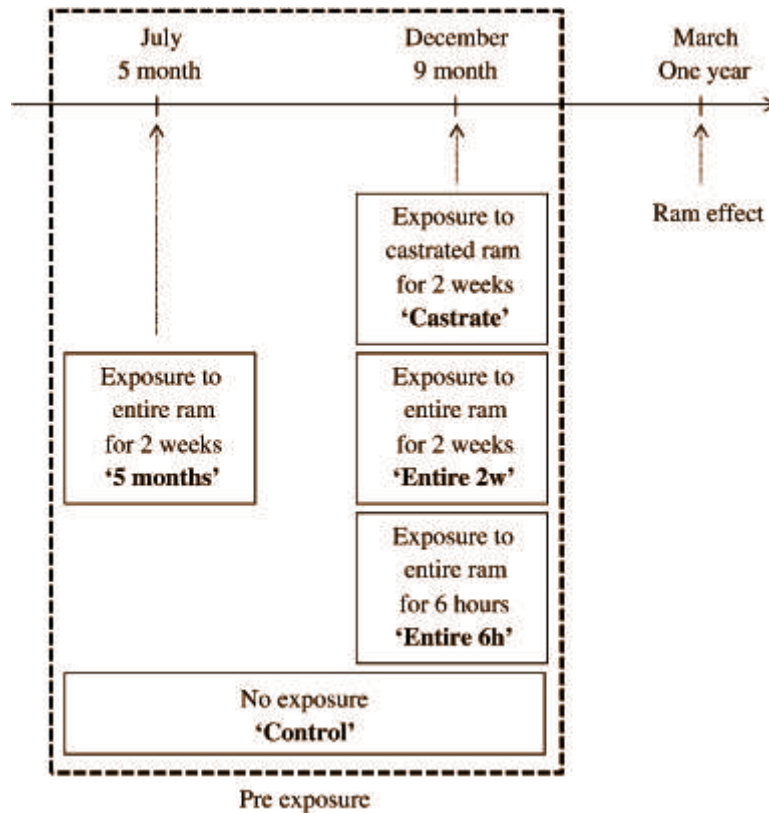 July
5 month
December
9 month
March
One year
Exposure to
castrated ram
for 2 weeks
‘Castrate’
Ram effect
Exposure to
entire ram
for 2 weeks
‘5 months’
Exposure to
entire ram
for 2 weeks
‘Entire 2w’
Exposure to
entire ram
for 6 hours
‘Entire 6h’
No exposure
‘Control’
Pre exposure